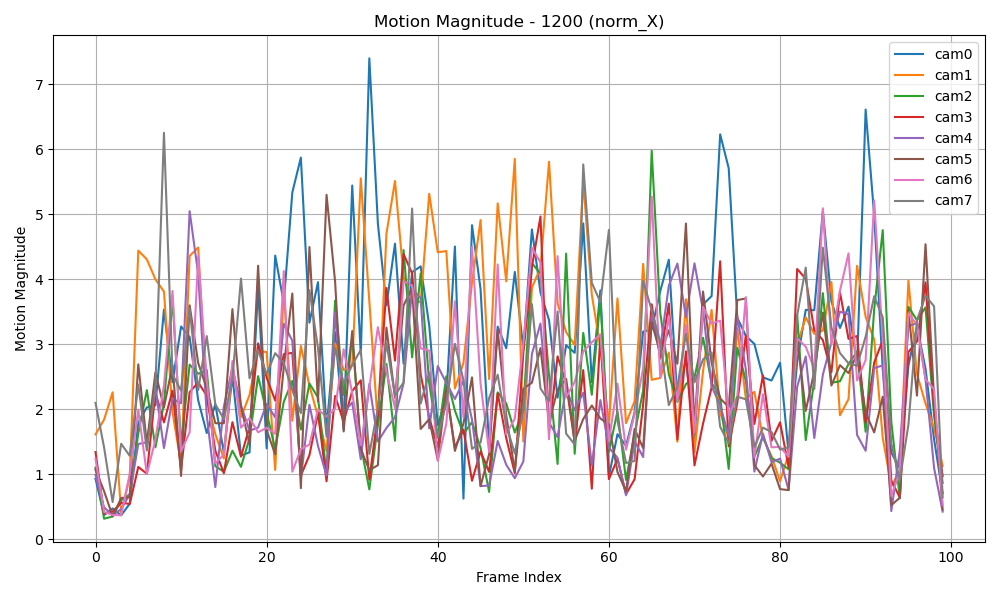 Motion Magnitude - 1200 (norm_X)
cam0
cam1
cam2
cam3
cam4
cam5
cam6
cam7
Motion Magnitude
7
6
5
4
3
2
1
0
0 20 40 60 80 100
Frame Index